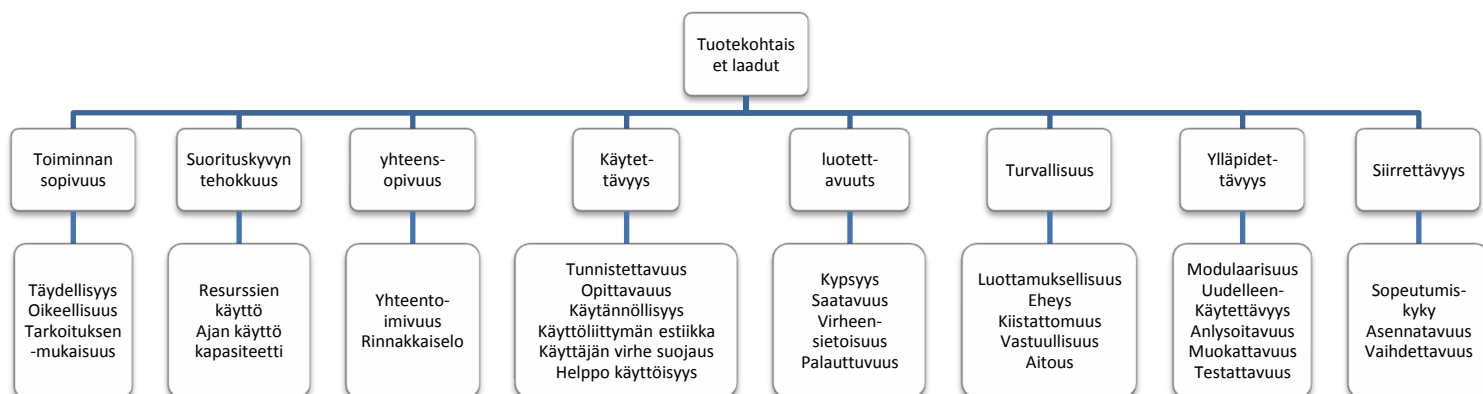 Tuotekohtais
et laadut
Toiminnan
sopivuus
Suorituskyvyn
tehokkuus
yhteens-
opivuus
Käytet-
tävyys
luotett-
avuuts
Turvallisuus
Ylläpidet-
tävyys
Siirrettävyys
Täydellisyys
Oikeellisuus
Tarkoituksen
-mukaisuus
Resurssien
käyttö
Ajan käyttö
kapasiteetti
Yhteento-
imivuus
Rinnakkaiselo
Tunnistettavuus
Opittavauus
Käytännöllisyys
Käyttöliittymän estiikka
Käyttäjän virhe suojaus
Helppo käyttöisyys
Kypsyys
Saatavuus
Virheen-
sietoisuus
Palauttuvuus
Luottamuksellisuus
Eheys
Kiistattomuus
Vastuullisuus
Aitous
Modulaarisuus
Uudelleen-
Käytettävyys
Anlysoitavuus
Muokattavuus
Testattavuus
Sopeutumis-
kyky
Asennatavuus
Vaihdettavuus